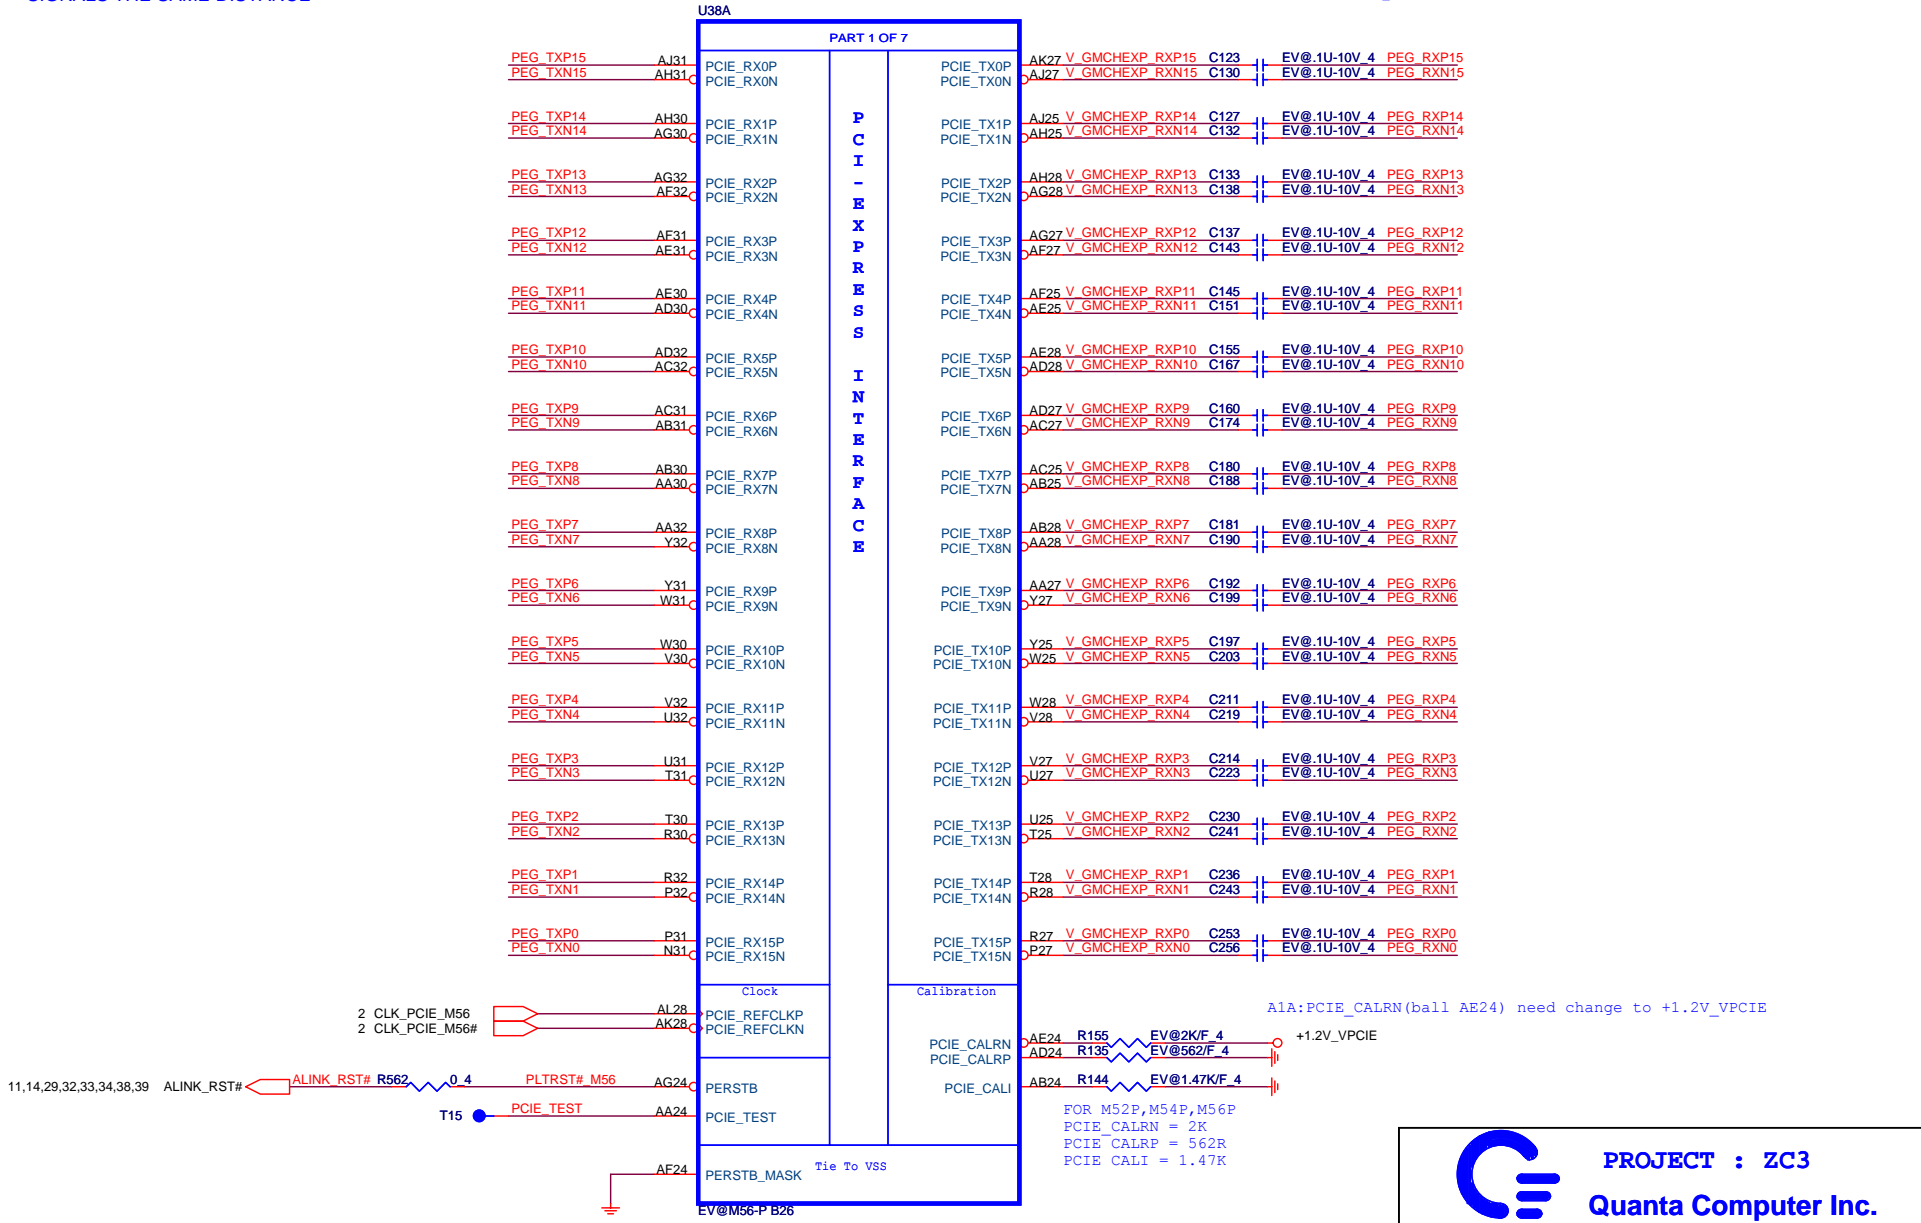 U38A
PART 1 OF 7
PEG_TXP15 AJ31 PCIE_RX0P PCIE_TX0P AK27 V_GMCHEXP_RXP15 C123 EV@.1U-10V_4 PEG_RXP15
PEG_TXN15 AH31 PCIE_RX0N PCIE_TX0N AJ27 V_GMCHEXP_RXN15 C130 EV@.1U-10V_4 PEG_RXN15
PEG_TXP14 AH30 PCIE_RX1P PCIE_TX1P AJ25 V_GMCHEXP_RXP14 C127 EV@.1U-10V_4 PEG_RXP14
PEG_TXN14 AG30 PCIE_RX1N PCIE_TX1N AH25 V_GMCHEXP_RXN14 C132 EV@.1U-10V_4 PEG_RXN14
PEG_TXP13 AG32 PCIE_RX2P PCIE_TX2P AH28 V_GMCHEXP_RXP13 C133 EV@.1U-10V_4 PEG_RXP13
PEG_TXN13 AF32 PCIE_RX2N PCIE_TX2N AG28 V_GMCHEXP_RXN13 C138 EV@.1U-10V_4 PEG_RXN13
PEG_TXP12 AF31 PCIE_RX3P PCIE_TX3P AG27 V_GMCHEXP_RXP12 C137 EV@.1U-10V_4 PEG_RXP12
PEG_TXN12 AE31 PCIE_RX3N PCIE_TX3N AF27 V_GMCHEXP_RXN12 C143 EV@.1U-10V_4 PEG_RXN12
PEG_TXP11 AE30 PCIE_RX4P PCIE_TX4P AF25 V_GMCHEXP_RXP11 C145 EV@.1U-10V_4 PEG_RXP11
PEG_TXN11 AD30 PCIE_RX4N PCIE_TX4N AE25 V_GMCHEXP_RXN11 C151 EV@.1U-10V_4 PEG_RXN11
PEG_TXP10 AD32 PCIE_RX5P PCIE_TX5P AE28 V_GMCHEXP_RXP10 C155 EV@.1U-10V_4 PEG_RXP10
PEG_TXN10 AC32 PCIE_RX5N PCIE_TX5N AD28 V_GMCHEXP_RXN10 C167 EV@.1U-10V_4 PEG_RXN10
PEG_TXP9 AC31 PCIE_RX6P PCIE_TX6P AD27 V_GMCHEXP_RXP9 C160 EV@.1U-10V_4 PEG_RXP9
PEG_TXN9 AB31 PCIE_RX6N PCIE_TX6N AC27 V_GMCHEXP_RXN9 C174 EV@.1U-10V_4 PEG_RXN9
PEG_TXP8 AB30 PCIE_RX7P PCIE_TX7P AC25 V_GMCHEXP_RXP8 C180 EV@.1U-10V_4 PEG_RXP8
PEG_TXN8 AA30 PCIE_RX7N PCIE_TX7N AB25 V_GMCHEXP_RXN8 C188 EV@.1U-10V_4 PEG_RXN8
PEG_TXP7 AA32 PCIE_RX8P PCIE_TX8P AB28 V_GMCHEXP_RXP7 C181 EV@.1U-10V_4 PEG_RXP7
PEG_TXN7 Y32 PCIE_RX8N PCIE_TX8N AA28 V_GMCHEXP_RXN7 C190 EV@.1U-10V_4 PEG_RXN7
PEG_TXP6 Y31 PCIE_RX9P PCIE_TX9P AA27 V_GMCHEXP_RXP6 C192 EV@.1U-10V_4 PEG_RXP6
PEG_TXN6 W31 PCIE_RX9N PCIE_TX9N Y27 V_GMCHEXP_RXN6 C199 EV@.1U-10V_4 PEG_RXN6
PEG_TXP5 W30 PCIE_RX10P PCIE_TX10P Y25 V_GMCHEXP_RXP5 C197 EV@.1U-10V_4 PEG_RXP5
PEG_TXN5 V30 PCIE_RX10N PCIE_TX10N W25 V_GMCHEXP_RXN5 C203 EV@.1U-10V_4 PEG_RXN5
PEG_TXP4 V32 PCIE_RX11P PCIE_TX11P W28 V_GMCHEXP_RXP4 C211 EV@.1U-10V_4 PEG_RXP4
PEG_TXN4 U32 PCIE_RX11N PCIE_TX11N V28 V_GMCHEXP_RXN4 C219 EV@.1U-10V_4 PEG_RXN4
PEG_TXP3 U31 PCIE_RX12P PCIE_TX12P V27 V_GMCHEXP_RXP3 C214 EV@.1U-10V_4 PEG_RXP3
PEG_TXN3 T31 PCIE_RX12N PCIE_TX12N U27 V_GMCHEXP_RXN3 C223 EV@.1U-10V_4 PEG_RXN3
PEG_TXP2 T30 PCIE_RX13P PCIE_TX13P U25 V_GMCHEXP_RXP2 C230 EV@.1U-10V_4 PEG_RXP2
PEG_TXN2 R30 PCIE_RX13N PCIE_TX13N T25 V_GMCHEXP_RXN2 C241 EV@.1U-10V_4 PEG_RXN2
PEG_TXP1 R32 PCIE_RX14P PCIE_TX14P T28 V_GMCHEXP_RXP1 C236 EV@.1U-10V_4 PEG_RXP1
PEG_TXN1 P32 PCIE_RX14N PCIE_TX14N R28 V_GMCHEXP_RXN1 C243 EV@.1U-10V_4 PEG_RXN1
PEG_TXP0 P31 PCIE_RX15P PCIE_TX15P R27 V_GMCHEXP_RXP0 C253 EV@.1U-10V_4 PEG_RXP0
PEG_TXN0 N31 PCIE_RX15N PCIE_TX15N P27 V_GMCHEXP_RXN0 C256 EV@.1U-10V_4 PEG_RXN0
PCI-EXPRESS INTERFACE
Clock Calibration
A1A:PCIE_CALRN(ball AE24) need change to +1.2V_VPCIE
2 CLK_PCIE_M56 AL28 PCIE_REFCLKP
2 CLK_PCIE_M56# AK28 PCIE_REFCLKN
PCIE_CALRN AE24 R155 EV@2K/F_4 +1.2V_VPCIE
PCIE_CALRP AD24 R135 EV@562/F_4
11,14,29,32,33,34,38,39 ALINK_RST# ALINK_RST# R562 0_4 PLTRST#_M56 AG24 PERSTB
PCIE_CALI AB24 R144 EV@1.47K/F_4
T15 PCIE_TEST AA24 PCIE_TEST
FOR M52P,M54P,M56P
PCIE_CALRN = 2K
PCIE CALRP = 562R
PCIE CALI = 1.47K
Tie To VSS
AF24 PERSTB_MASK
EV@M56-P B26
PROJECT : ZC3
Quanta Computer Inc.